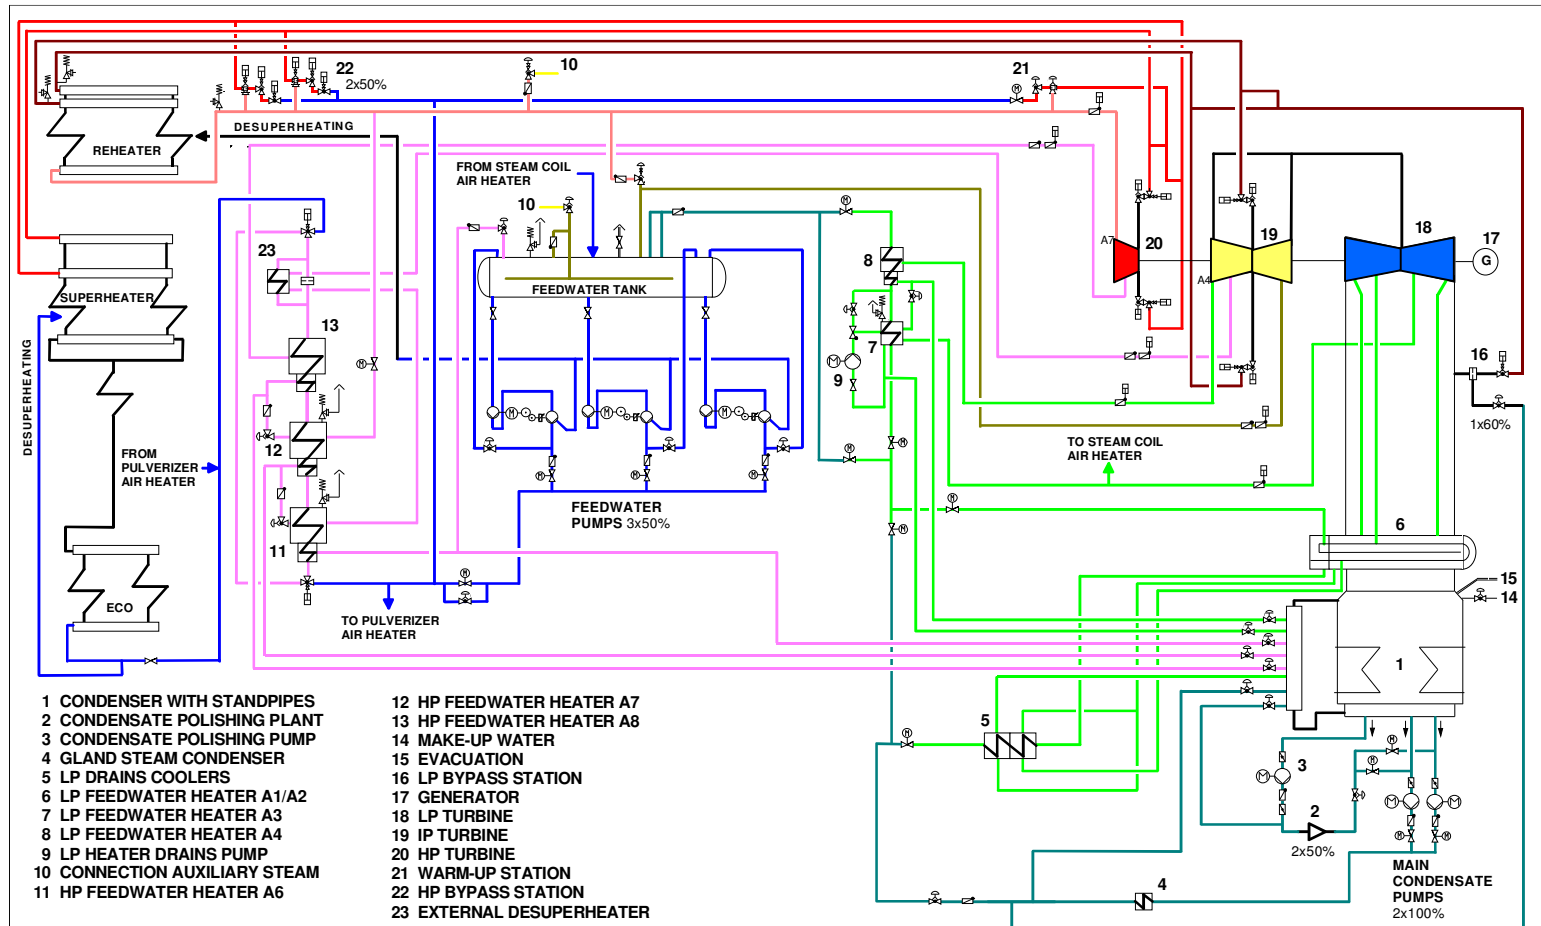 10
22
2x50%
21
M
DESUPERHEATING
REHEATER
FROM STEAM COIL
AIR HEATER
10
M
M
A7
20
19
18
17
G
23
8
SUPERHEATER
FEEDWATER TANK
A4
13
M
7
M
9
16
DESUPERHEATING
M
M
M
1x60%
12
FROM
PULVERIZER
AIR HEATER
TO STEAM COIL
AIR HEATER
M
M
M
M
M
FEEDWATER
PUMPS 3x50%
M
M
6
11
M
15
14
ECO
TO PULVERIZER
AIR HEATER
1
5
M
M
M
3
M
M
M
2
2x50%
M
M
MAIN
CONDENSATE
PUMPS
2x100%
4
1 CONDENSER WITH STANDPIPES
2 CONDENSATE POLISHING PLANT
3 CONDENSATE POLISHING PUMP
4 GLAND STEAM CONDENSER
5 LP DRAINS COOLERS
6 LP FEEDWATER HEATER A1/A2
7 LP FEEDWATER HEATER A3
8 LP FEEDWATER HEATER A4
9 LP HEATER DRAINS PUMP
10 CONNECTION AUXILIARY STEAM
11 HP FEEDWATER HEATER A6
12 HP FEEDWATER HEATER A7
13 HP FEEDWATER HEATER A8
14 MAKE-UP WATER
15 EVACUATION
16 LP BYPASS STATION
17 GENERATOR
18 LP TURBINE
19 IP TURBINE
20 HP TURBINE
21 WARM-UP STATION
22 HP BYPASS STATION
23 EXTERNAL DESUPERHEATER